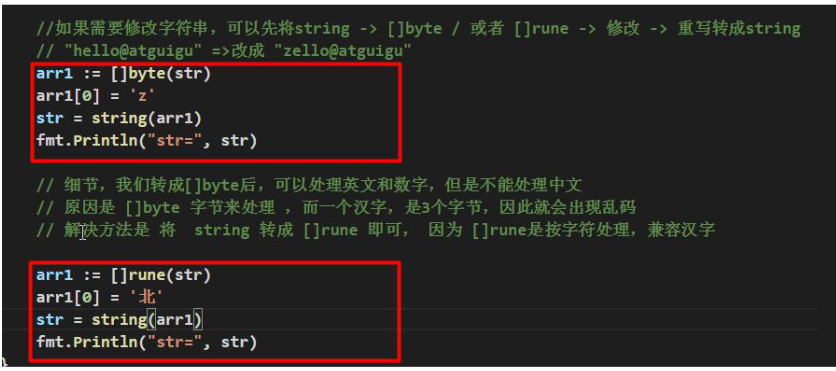 //如果需要修改字符串，可以先将string -> []byte / 或者 []rune -> 修改 -> 重写转成string
// "hello@atguigu" =>改成 "zello@atguigu"
arr1 := []byte(str)
arr1[0] = 'z'
str = string(arr1)
fmt.Println("str=", str)
// 细节，我们转成[]byte后，可以处理英文和数字，但是不能处理中文
// 原因是 []byte 字节来处理 ，而一个汉字，是3个字节，因此就会出现乱码
// 解决方法是 将  string 转成 []rune 即可， 因为 []rune是按字符处理，兼容汉字
arr1 := []rune(str)
arr1[0] = '北'
str = string(arr1)
fmt.Println("str=", str)
}